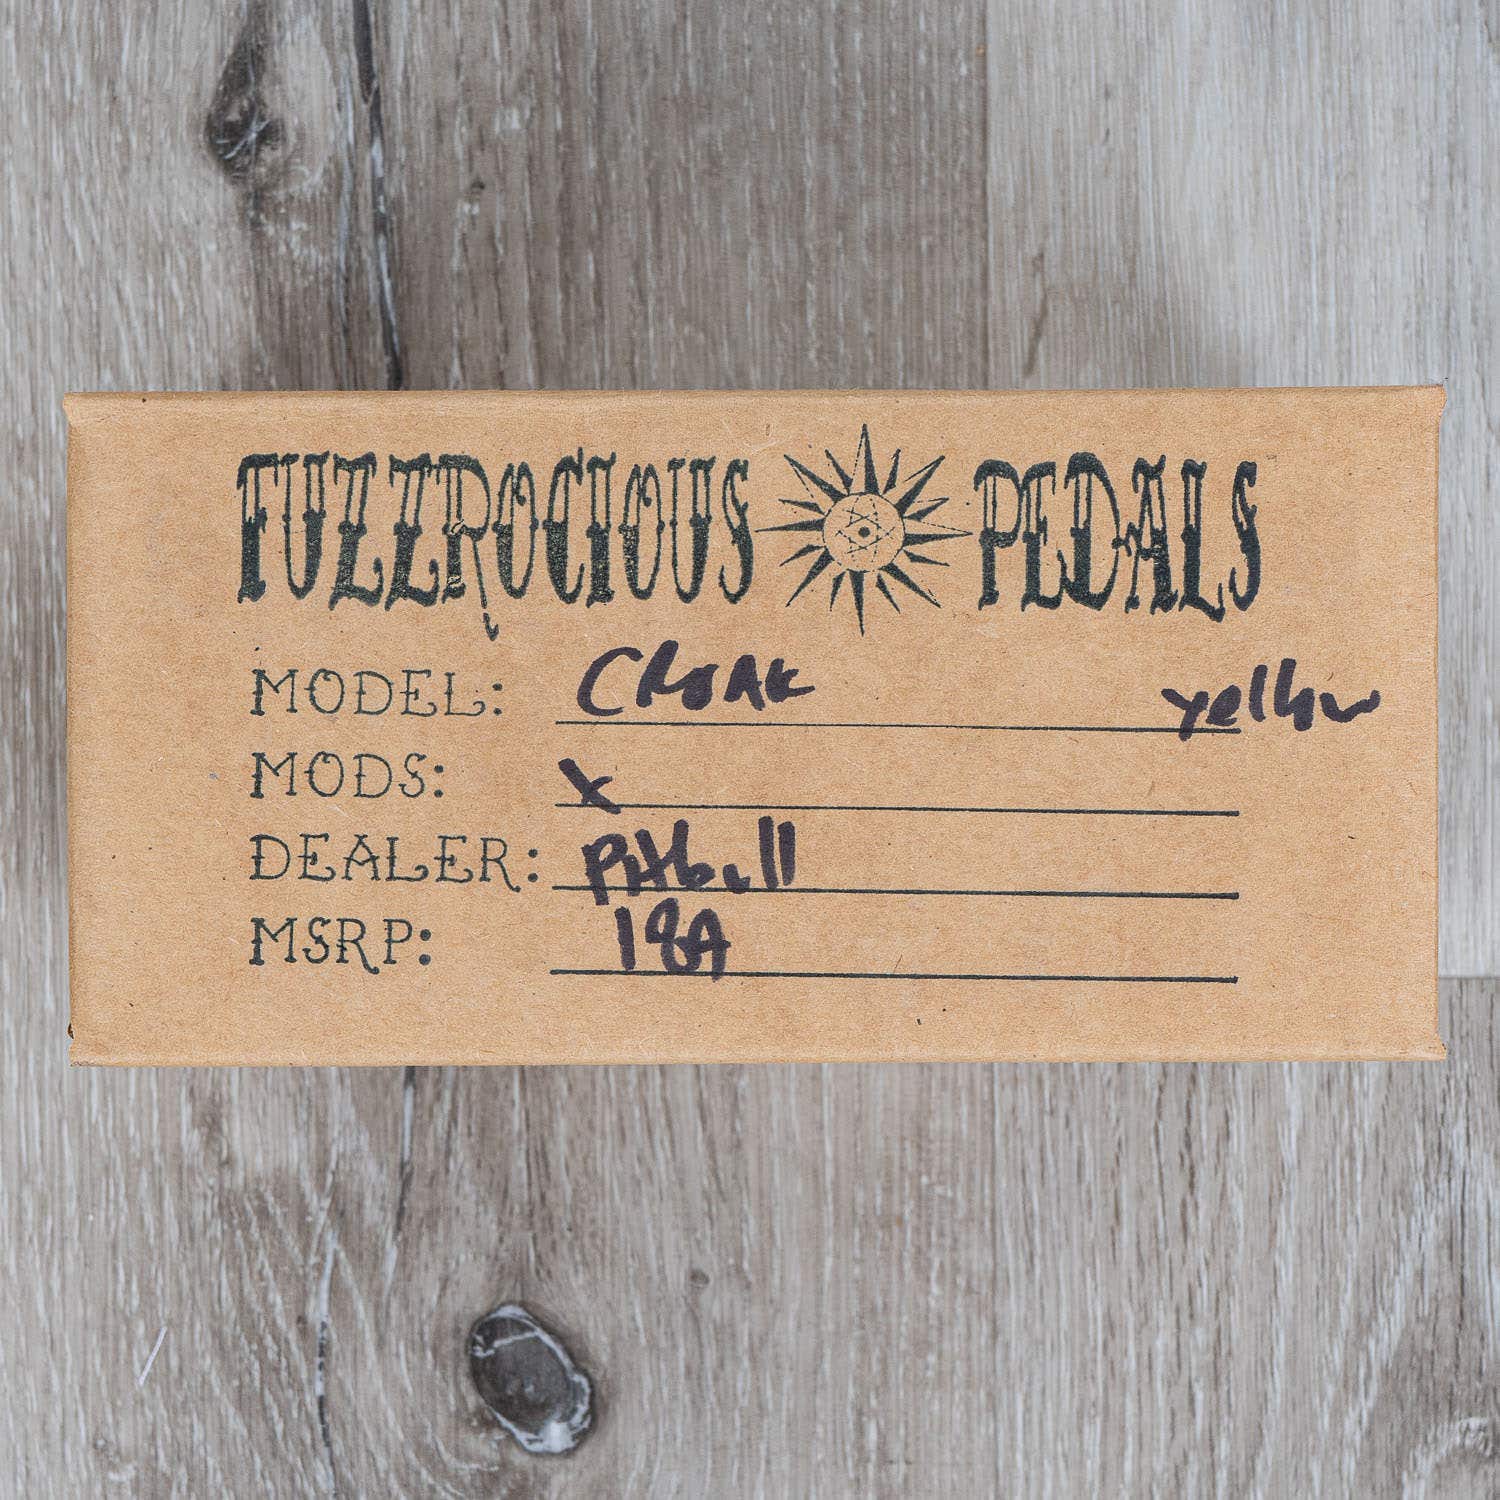 FUZZROCIOUS PEDALS
MODEL: Cloak yellow
MODS: x
DEALER: Pitbull
MSRP: 189